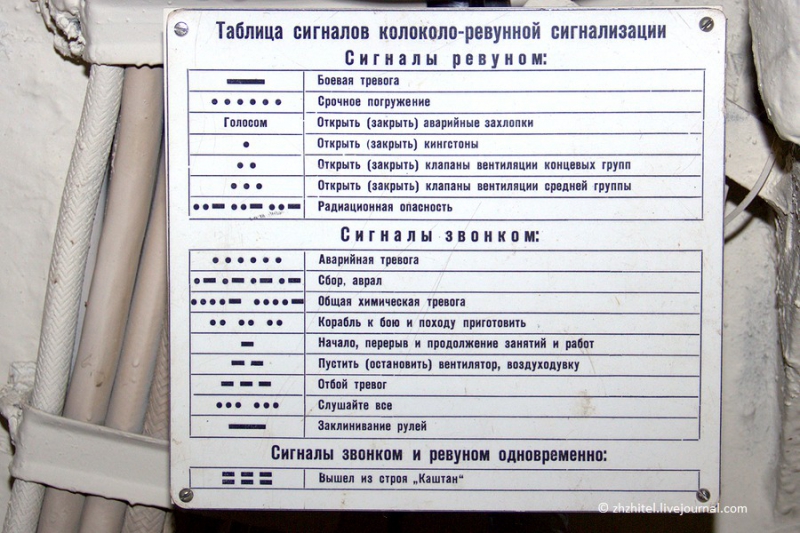 Таблица сигналов колоколо-ревунной сигнализации
Сигналы ревуном:
▬ Боевая тревога
• • • • • • Срочное погружение
Голосом Открыть (закрыть) аварийные захлопки
• Открыть (закрыть) кингстоны
• • Открыть (закрыть) клапаны вентиляции концевых групп
• • • Открыть (закрыть) клапаны вентиляции средней группы
• • ▬ • • ▬ • • ▬ Радиационная опасность
Сигналы звонком:
• • • • • • Аварийная тревога
• ▬ • ▬ • ▬ • ▬ Сбор, аврал
• • • • ▬ • • • • ▬ Общая химическая тревога
•• •• •• Корабль к бою и походу приготовить
▬ Начало, перерыв и продолжение занятий и работ
▬ ▬ Пустить (остановить) вентилятор, воздуходувку
▬ ▬ ▬ Отбой тревог
••• ••• Слушайте все
▬ Заклинивание рулей
Сигналы звонком и ревуном одновременно:
Вышел из строя „Каштан“
© zhzhitel.livejournal.com